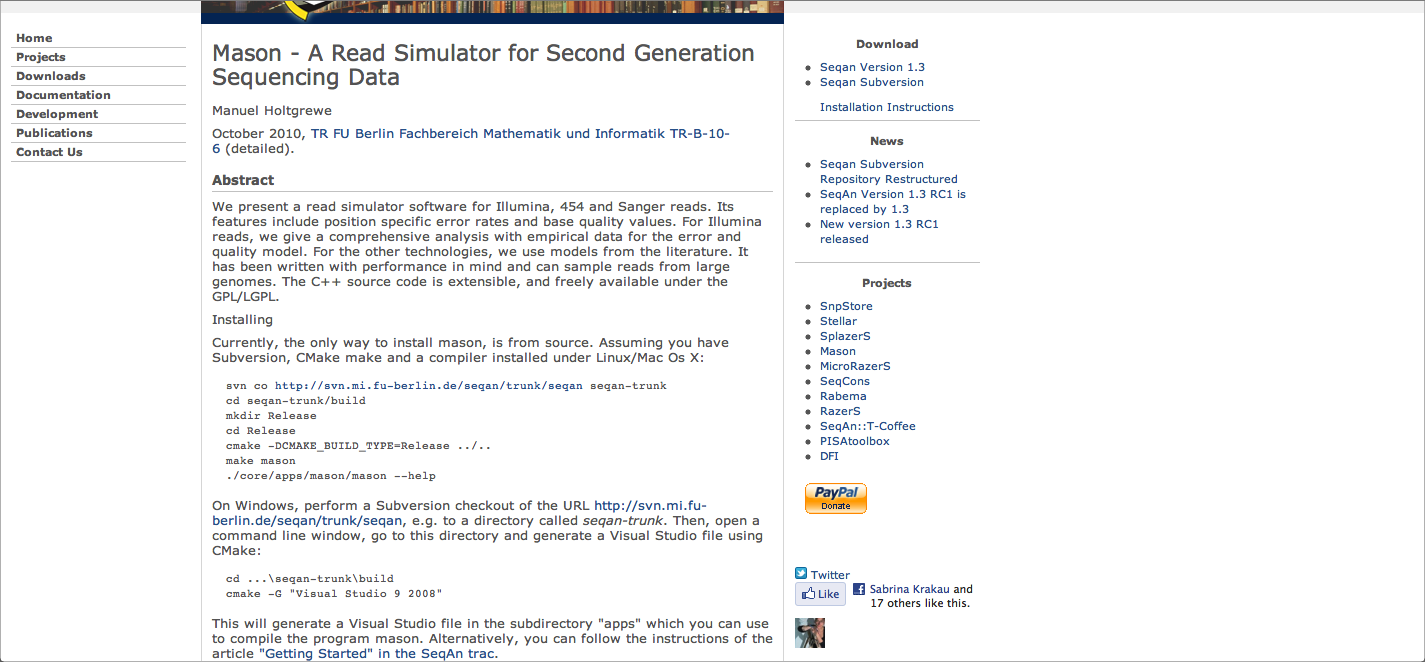 Home
Projects
Downloads
Documentation
Development
Publications
Contact Us
Mason - A Read Simulator for Second Generation
Sequencing Data
Manuel Holtgrewe
October 2010, TR FU Berlin Fachbereich Mathematik und Informatik TR-B-10-
6 (detailed).
Abstract
We present a read simulator software for Illumina, 454 and Sanger reads. Its
features include position specific error rates and base quality values. For Illumina
reads, we give a comprehensive analysis with empirical data for the error and
quality model. For the other technologies, we use models from the literature. It
has been written with performance in mind and can sample reads from large
genomes. The C++ source code is extensible, and freely available under the
GPL/LGPL.
Installing
Currently, the only way to install mason, is from source. Assuming you have
Subversion, CMake make and a compiler installed under Linux/Mac Os X:
svn co http://svn.mi.fu-berlin.de/seqan/trunk/seqan seqan-trunk
cd seqan-trunk/build
mkdir Release
cd Release
cmake -DCMAKE_BUILD_TYPE=Release ../..
make mason
./core/apps/mason/mason --help
On Windows, perform a Subversion checkout of the URL http://svn.mi.fu-
berlin.de/seqan/trunk/seqan, e.g. to a directory called seqan-trunk. Then, open a
command line window, go to this directory and generate a Visual Studio file using
CMake:
cd ...\seqan-trunk\build
cmake -G "Visual Studio 9 2008"
This will generate a Visual Studio file in the subdirectory "apps" which you can use
to compile the program mason. Alternatively, you can follow the instructions of the
article "Getting Started" in the SeqAn trac.
Download
Seqan Version 1.3
Seqan Subversion
Installation Instructions
News
Seqan Subversion
Repository Restructured
SeqAn Version 1.3 RC1 is
replaced by 1.3
New version 1.3 RC1
released
Projects
SnpStore
Stellar
SplazerS
Mason
MicroRazerS
SeqCons
Rabema
RazerS
SeqAn::T-Coffee
PISAtoolbox
DFI
PayPal
Donate
Twitter
Like
Sabrina Krakau and
17 others like this.